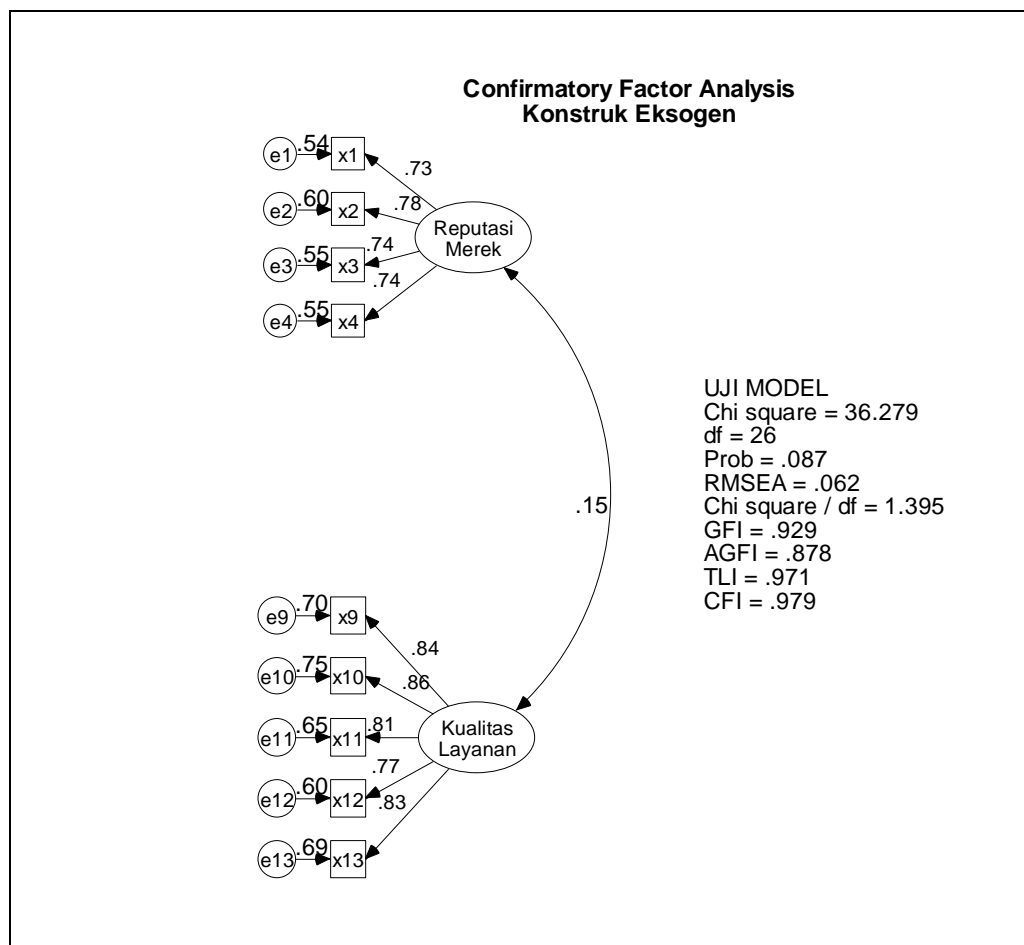 Confirmatory Factor Analysis
Konstruk Eksogen
e1 .54 x1 .73
e2 .60 x2 .78
Reputasi
Merek
e3 .55 x3 .74
e4 .55 x4 .74
UJI MODEL
Chi square = 36.279
df = 26
Prob = .087
RMSEA = .062
Chi square / df = 1.395
GFI = .929
AGFI = .878
TLI = .971
CFI = .979
.15
e9 .70 x9 .84
e10 .75 x10 .86
e11 .65 x11 .81
Kualitas
Layanan
e12 .60 x12 .77
e13 .69 x13 .83